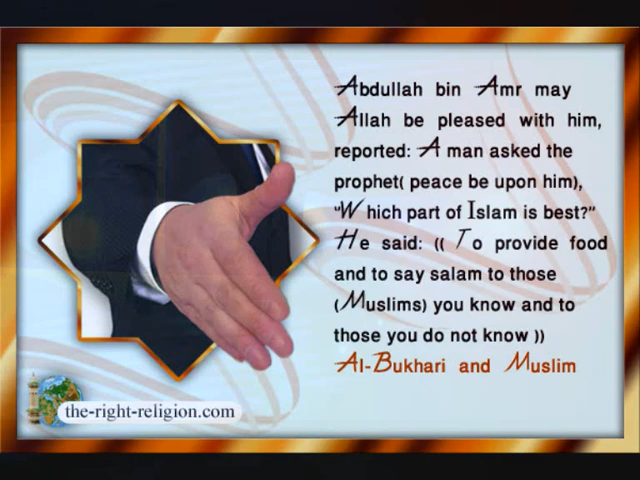 Abdullah bin Amr may
Allah be pleased with him,
reported: A man asked the
prophet( peace be upon him),
"Which part of Islam is best?"
He said: (( To provide food
and to say salam to those
(Muslims) you know and to
those you do not know ))
Al-Bukhari and Muslim
the-right-religion.com